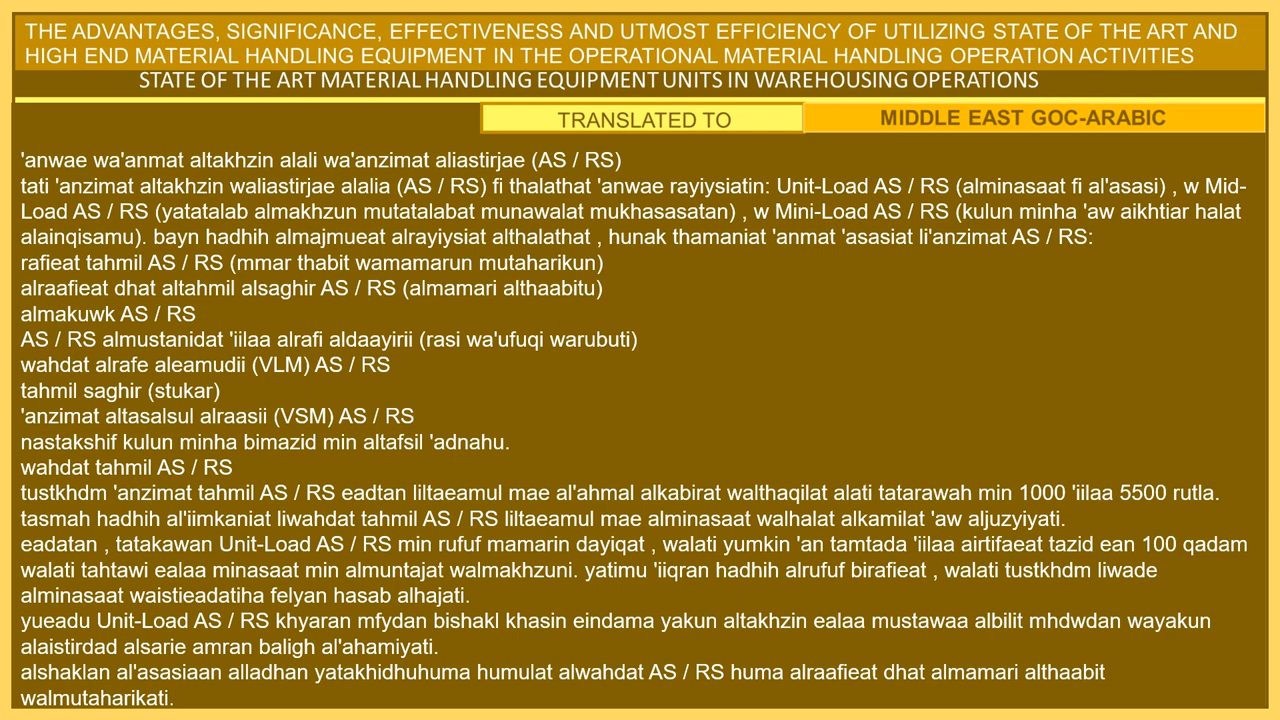 THE ADVANTAGES, SIGNIFICANCE, EFFECTIVENESS AND UTMOST EFFICIENCY OF UTILIZING STATE OF THE ART AND
HIGH END MATERIAL HANDLING EQUIPMENT IN THE OPERATIONAL MATERIAL HANDLING OPERATION ACTIVITIES
STATE OF THE ART MATERIAL HANDLING EQUIPMENT UNITS IN WAREHOUSING OPERATIONS
TRANSLATED TO
MIDDLE EAST GOC-ARABIC
'anwae wa'anmat altakhzin alali wa'anzimat aliastirjae (AS / RS)
tati 'anzimat altakhzin waliastirjae alalia (AS / RS) fi thalathat 'anwae rayiysiatin: Unit-Load AS / RS (alminasaat fi al'asasi) , w Mid-
Load AS / RS (yatatalab almakhzun mutatalabat munawalat mukhasasatan) , w Mini-Load AS / RS (kulun minha 'aw aikhtiar halat
alainqisamu). bayn hadhih almajmueat alrayiysiat althalathat , hunak thamaniat 'anmat 'asasiat li'anzimat AS / RS:
rafieat tahmil AS / RS (mmar thabit wamamarun mutaharikun)
alraafieat dhat altahmil alsaghir AS / RS (almamari althaabitu)
almakuwk AS / RS
AS / RS almustanidat 'iilaa alrafi aldaayirii (rasi wa'ufuqi warubuti)
wahdat alrafe aleamudii (VLM) AS / RS
tahmil saghir (stukar)
'anzimat altasalsul alraasii (VSM) AS / RS
nastakshif kulun minha bimazid min altafsil 'adnahu.
wahdat tahmil AS / RS
tustkhdm 'anzimat tahmil AS / RS eadtan liltaeamul mae al'ahmal alkabirat walthaqilat alati tatarawah min 1000 'iilaa 5500 rutla.
tasmah hadhih al'iimkaniat liwahdat tahmil AS / RS liltaeamul mae alminasaat walhalat alkamilat 'aw aljuzyiyati.
eadatan , tatakawan Unit-Load AS / RS min rufuf mamarin dayiqat , walati yumkin 'an tamtada 'iilaa airtifaeat tazid ean 100 qadam
walati tahtawi ealaa minasaat min almuntajat walmakhzuni. yatimu 'iiqran hadhih alrufuf birafieat , walati tustkhdm liwade
alminasaat waistieadatiha felyan hasab alhajati.
yueadu Unit-Load AS / RS khyaran mfydan bishakl khasin eindama yakun altakhzin ealaa mustawaa albilit mhdwdan wayakun
alaistirdad alsarie amran baligh al'ahamiyati.
alshaklan al'asasiaan alladhan yatakhidhuhuma humulat alwahdat AS / RS huma alraafieat dhat almamari althaabit
walmutaharikati.